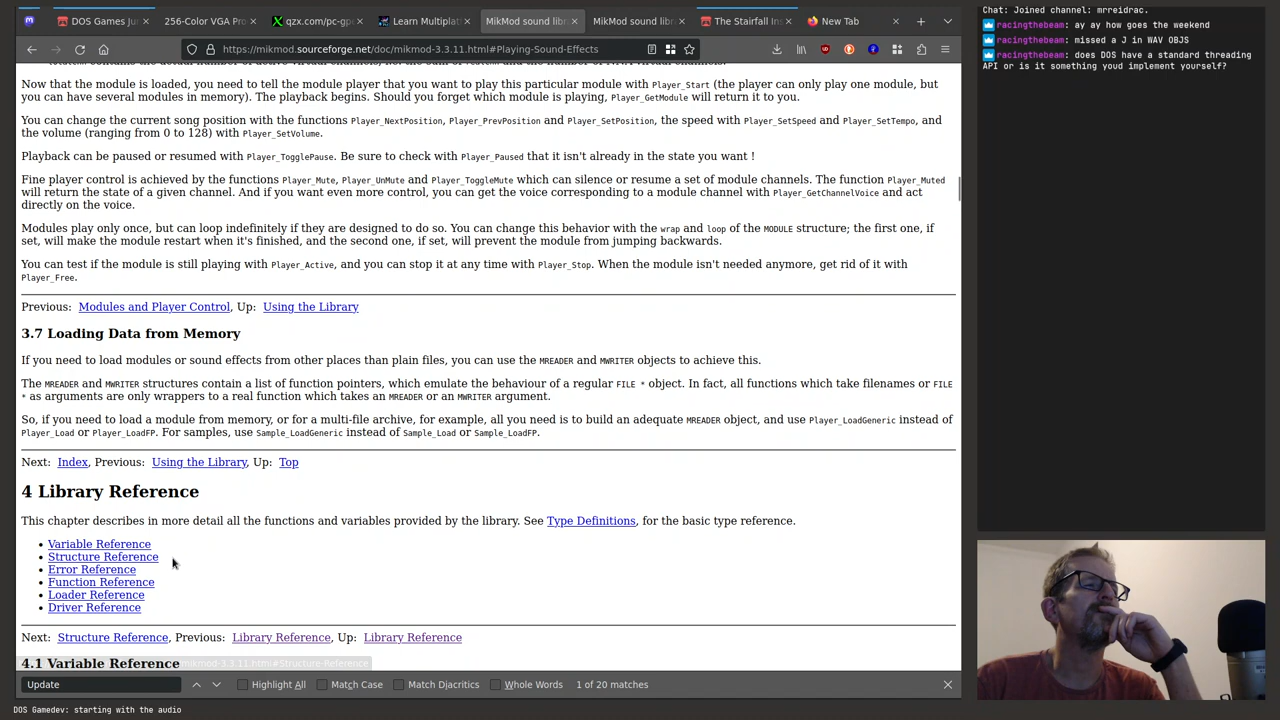 DOS Games Ju
256-Color VGA Pro
qzx.com/pc-gpe
Learn Multiplat
MikMod sound libr
MikMod sound libr
The Stairfall Ins
New Tab
https://mikmod.sourceforge.net/doc/mikmod-3.3.11.html#Playing-Sound-Effects
Now that the module is loaded, you need to tell the module player that you want to play this particular module with Player_Start (the player can only play one module, but
you can have several modules in memory). The playback begins. Should you forget which module is playing, Player_GetModule will return it to you.
You can change the current song position with the functions Player_NextPosition, Player_PrevPosition and Player_SetPosition, the speed with Player_SetSpeed and Player_SetTempo, and
the volume (ranging from 0 to 128) with Player_SetVolume.
Playback can be paused or resumed with Player_TogglePause. Be sure to check with Player_Paused that it isn't already in the state you want !
Fine player control is achieved by the functions Player_Mute, Player_UnMute and Player_ToggleMute which can silence or resume a set of module channels. The function Player_Muted
will return the state of a given channel. And if you want even more control, you can get the voice corresponding to a module channel with Player_GetChannelVoice and act
directly on the voice.
Modules play only once, but can loop indefinitely if they are designed to do so. You can change this behavior with the wrap and loop of the MODULE structure; the first one, if
set, will make the module restart when it's finished, and the second one, if set, will prevent the module from jumping backwards.
You can test if the module is still playing with Player_Active, and you can stop it at any time with Player_Stop. When the module isn't needed anymore, get rid of it with
Player_Free.
Previous: Modules and Player Control, Up: Using the Library
3.7 Loading Data from Memory
If you need to load modules or sound effects from other places than plain files, you can use the MREADER and MWRITER objects to achieve this.
The MREADER and MWRITER structures contain a list of function pointers, which emulate the behaviour of a regular FILE * object. In fact, all functions which take filenames or FILE
* as arguments are only wrappers to a real function which takes an MREADER or an MWRITER argument.
So, if you need to load a module from memory, or for a multi-file archive, for example, all you need is to build an adequate MREADER object, and use Player_LoadGeneric instead of
Player_Load or Player_LoadFP. For samples, use Sample_LoadGeneric instead of Sample_Load or Sample_LoadFP.
Next: Index, Previous: Using the Library, Up: Top
4 Library Reference
This chapter describes in more detail all the functions and variables provided by the library. See Type Definitions, for the basic type reference.
• Variable Reference
• Structure Reference
• Error Reference
• Function Reference
• Loader Reference
• Driver Reference
Next: Structure Reference, Previous: Library Reference, Up: Library Reference
4.1 Variable Reference
mikmod-3.3.11.html#Structure-Reference
Update
Highlight All
Match Case
Match Diacritics
Whole Words
1 of 20 matches
DOS Gamedev: starting with the audio
Chat: Joined channel: mrreidrac.
racingthebeam: ay ay how goes the weekend
racingthebeam: missed a J in WAV OBJS
racingthebeam: does DOS have a standard threading
API or is it something youd implement yourself?